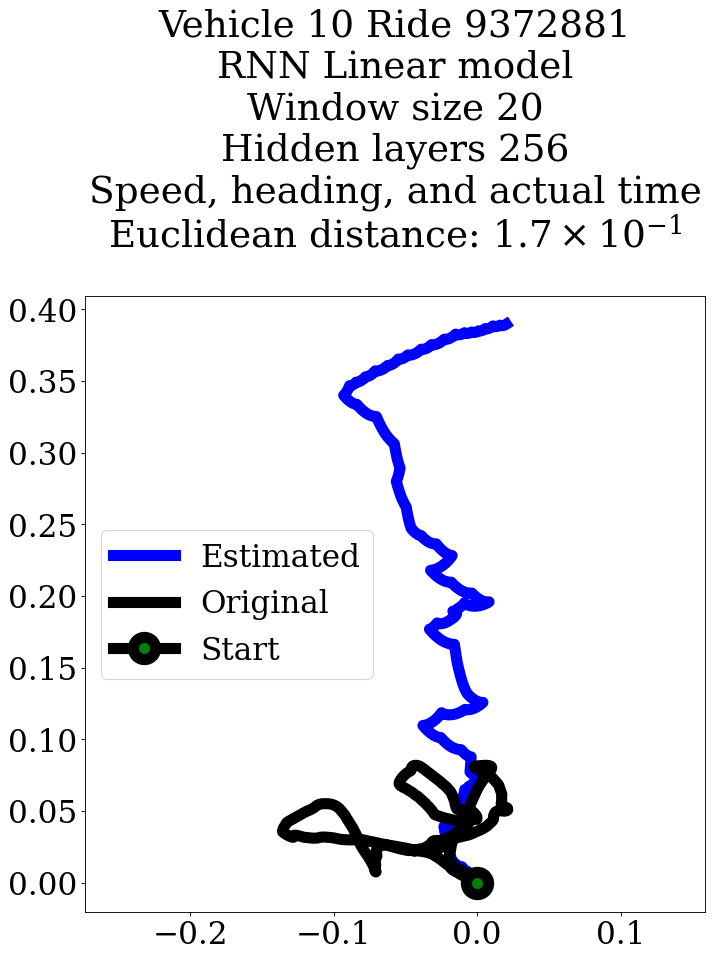 Vehicle 10 Ride 9372881
RNN Linear model
Window size 20
Hidden layers 256
Speed, heading, and actual time
Euclidean distance: 1.7 × 10⁻¹
0.40
0.35
0.30
0.25
0.20
0.15
0.10
0.05
0.00
Estimated
Original
Start
−0.2
−0.1
0.0
0.1